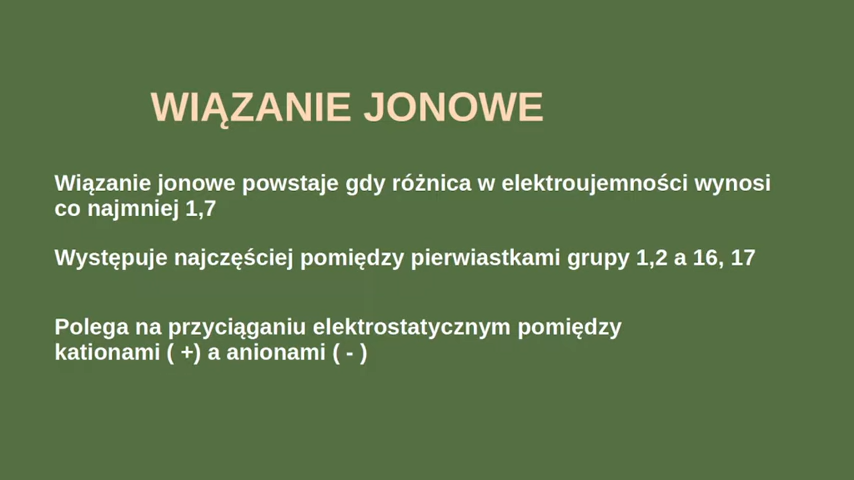 WIĄZANIE JONOWE
Wiązanie jonowe powstaje gdy różnica w elektroujemności wynosi
co najmniej 1,7
Występuje najczęściej pomiędzy pierwiastkami grupy 1,2 a 16, 17
Polega na przyciąganiu elektrostatycznym pomiędzy
kationami ( +) a anionami ( - )